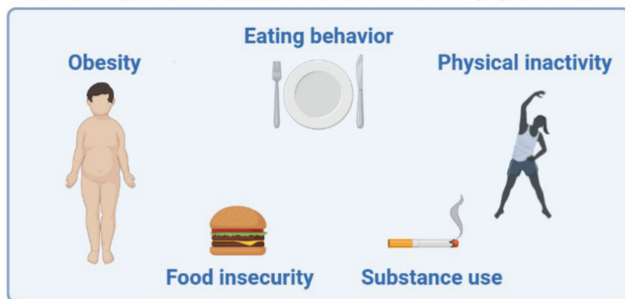 Eating behavior
Obesity
Physical inactivity
Food insecurity
Substance use